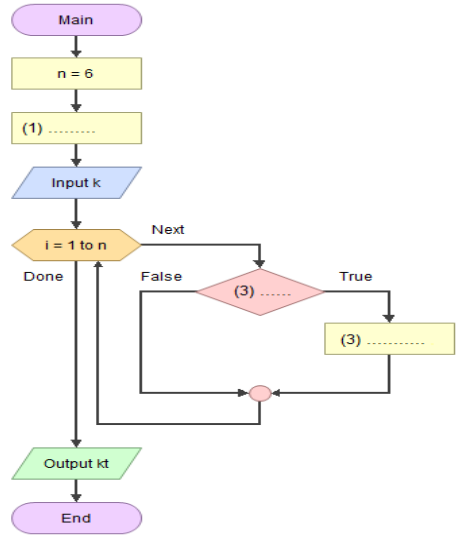 Main
n = 6
(1) .........
Input k
i = 1 to n
Next
Done
False
(3) ......
True
(3) ...........
Output kt
End